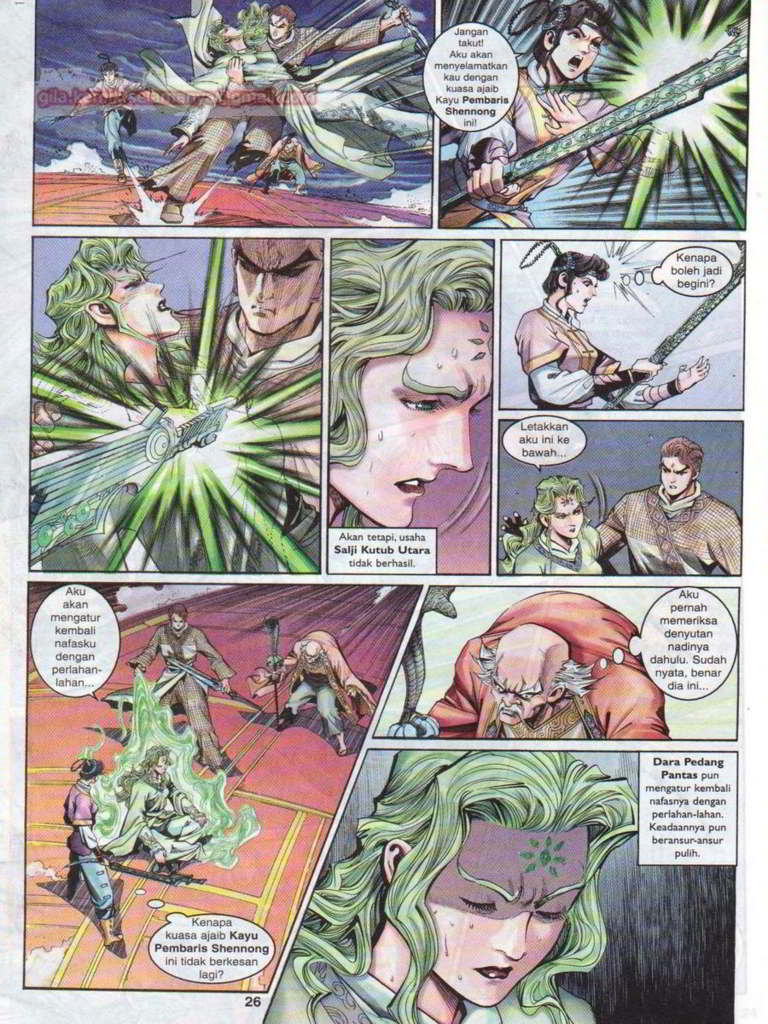 Jangan
takut!
Aku akan
menyelamatkan
kau dengan
kuasa ajaib
Kayu Pembaris
Shennong
ini!
Kenapa
boleh jadi
begini?
Akan tetapi, usaha
Salji Kutub Utara
tidak berhasil.
Letakkan
aku ini ke
bawah...
Aku
akan
mengatur
kembali
nafasku
dengan
perlahan-
lahan...
Aku
pernah
memeriksa
denyutan
nadinya
dahulu. Sudah
nyata, benar
dia ini...
Dara Pedang
Pantas pun
mengatur kembali
nafasnya dengan
perlahan-lahan.
Keadaannya pun
beransur-ansur
pulih.
Kenapa
kuasa ajaib Kayu
Pembaris Shennong
ini tidak berkesan
lagi?
26